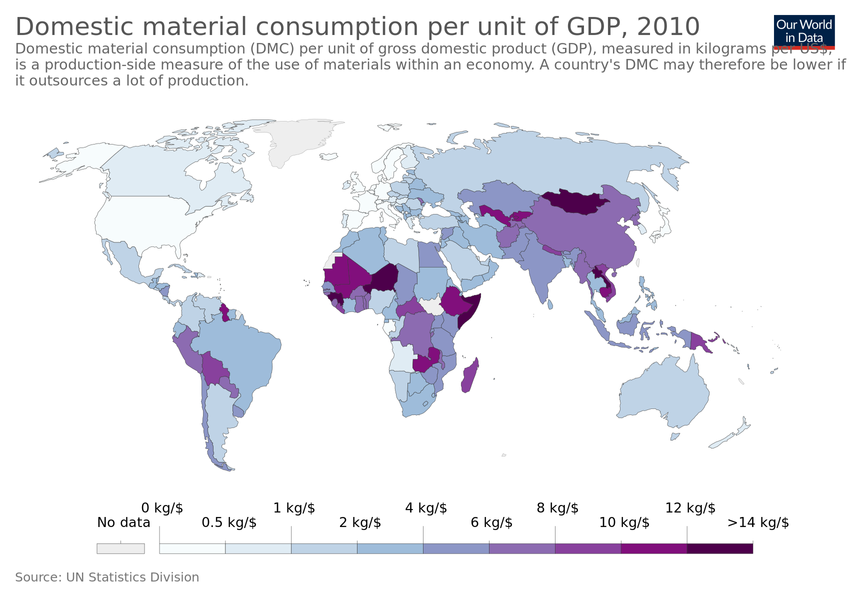 Domestic material consumption per unit of GDP, 2010
Our World
in Data
Domestic material consumption (DMC) per unit of gross domestic product (GDP), measured in kilograms per US$,
is a production-side measure of the use of materials within an economy. A country's DMC may therefore be lower if
it outsources a lot of production.
0 kg/$ 1 kg/$ 4 kg/$ 8 kg/$ 12 kg/$
No data 0.5 kg/$ 2 kg/$ 6 kg/$ 10 kg/$ >14 kg/$
Source: UN Statistics Division